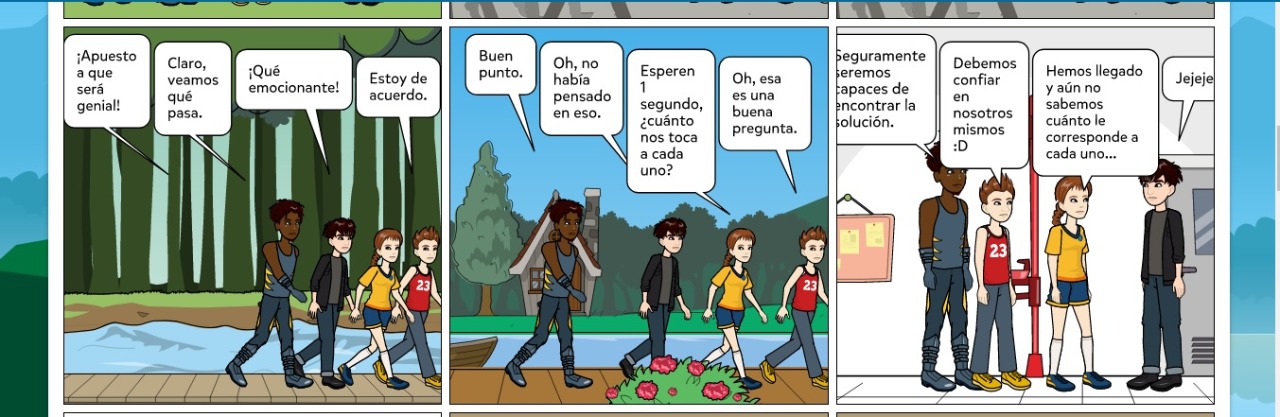 ¡Apuesto
a que
será
genial!
Claro,
veamos
qué
pasa.
¡Qué
emocionante!
Estoy de
acuerdo.
23
Buen
punto.
Oh, no
había
pensado
en eso.
Esperen
1
segundo,
¿cuánto
nos toca
a cada
uno?
Oh, esa
es una
buena
pregunta.
23
Seguramente
seremos
capaces de
encontrar la
solución.
Debemos
confiar
en
nosotros
mismos
:D
Hemos llegado
y aún no
sabemos
cuánto le
corresponde a
cada uno...
Jejeje
23